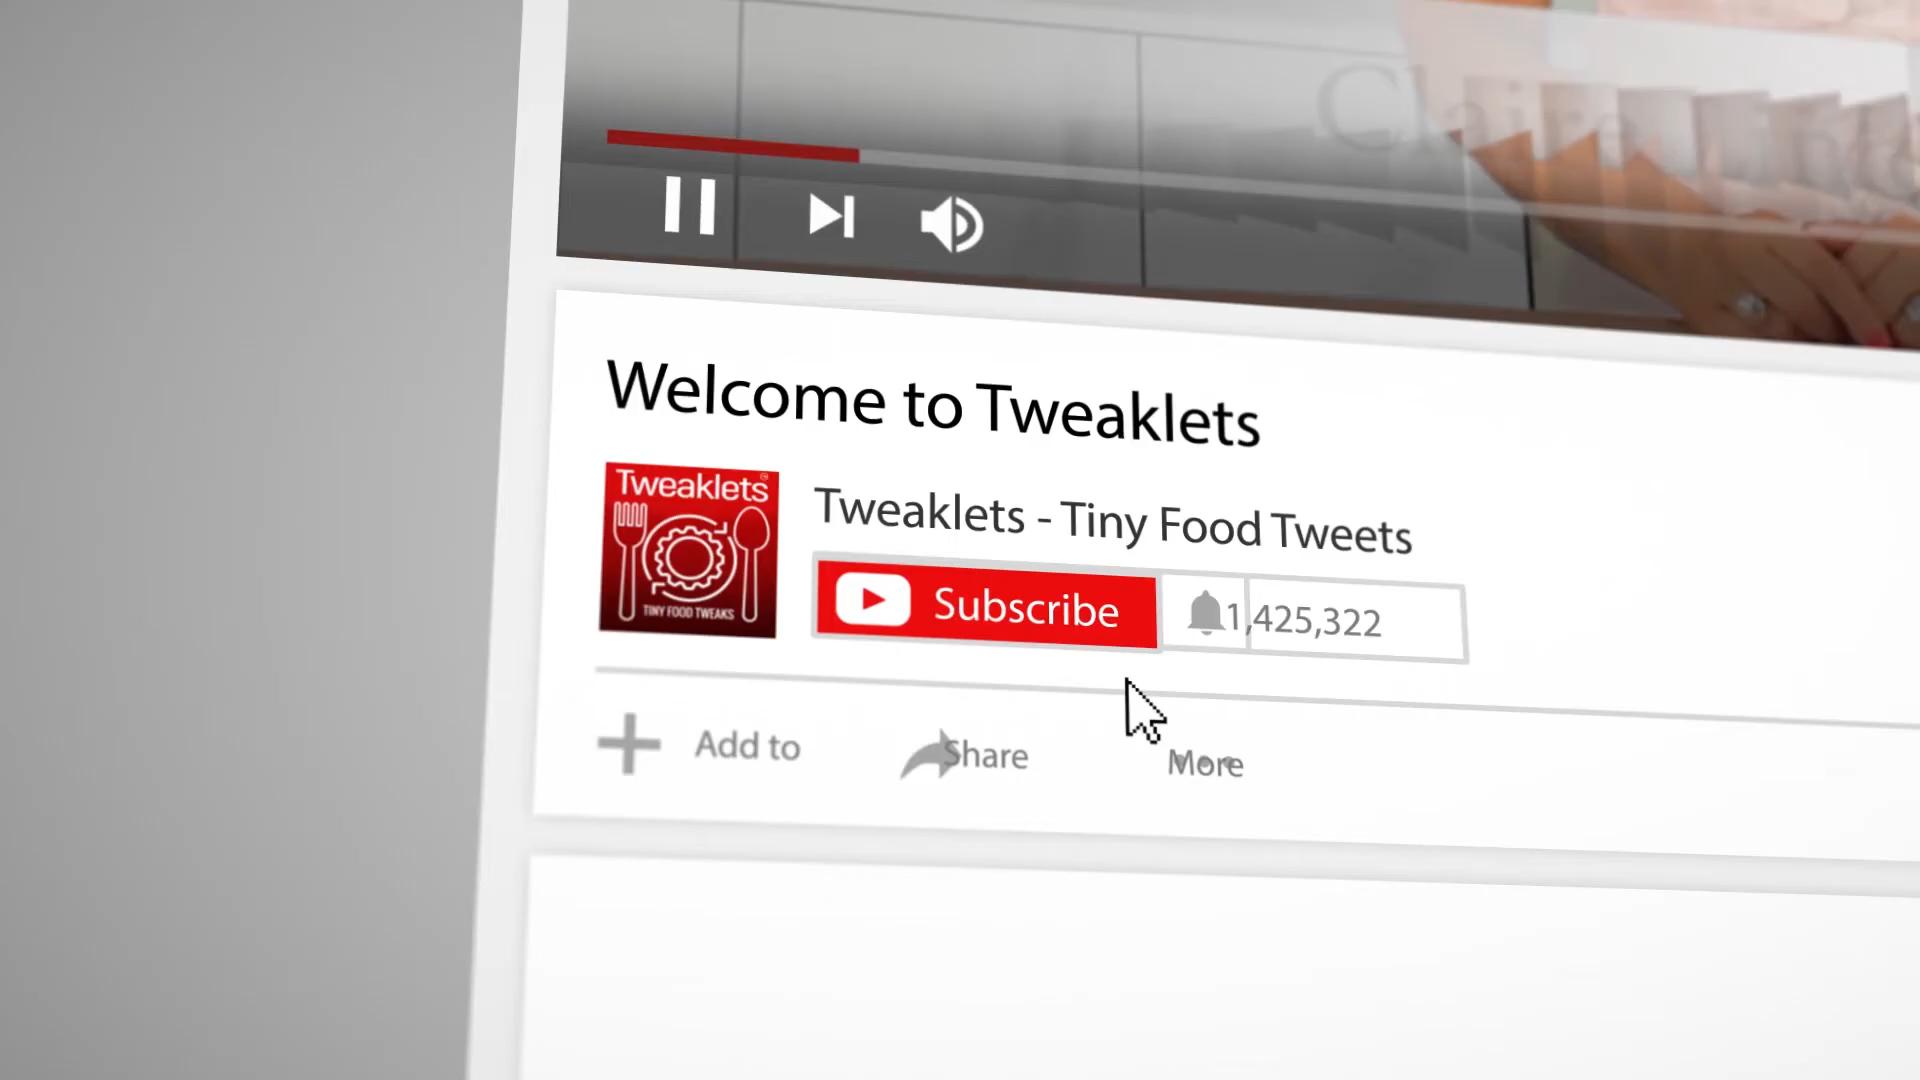 Welcome to Tweaklets
Tweaklets
TINY FOOD TWEAKS
Tweaklets - Tiny Food Tweets
Subscribe
1,425,322
Add to
Share
More